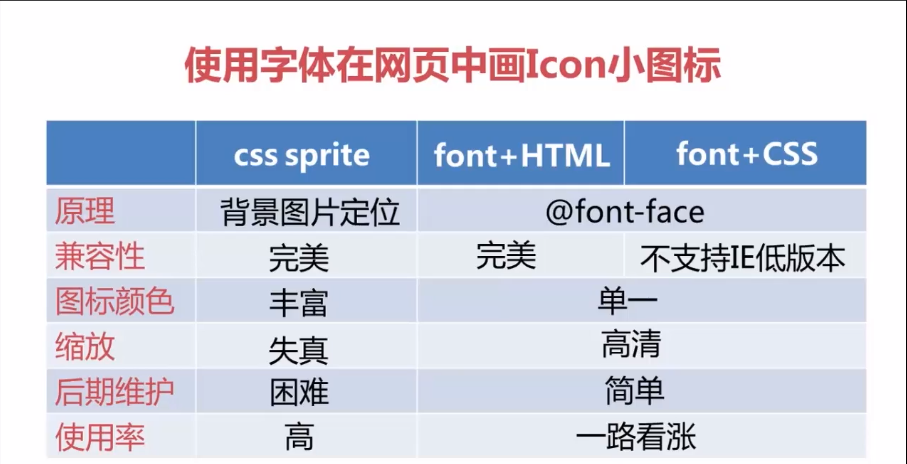 使用字体在网页中画Icon小图标
css sprite font+HTML font+CSS
原理 背景图片定位 @font-face
兼容性 完美 完美 不支持IE低版本
图标颜色 丰富 单一
缩放 失真 高清
后期维护 困难 简单
使用率 高 一路看涨